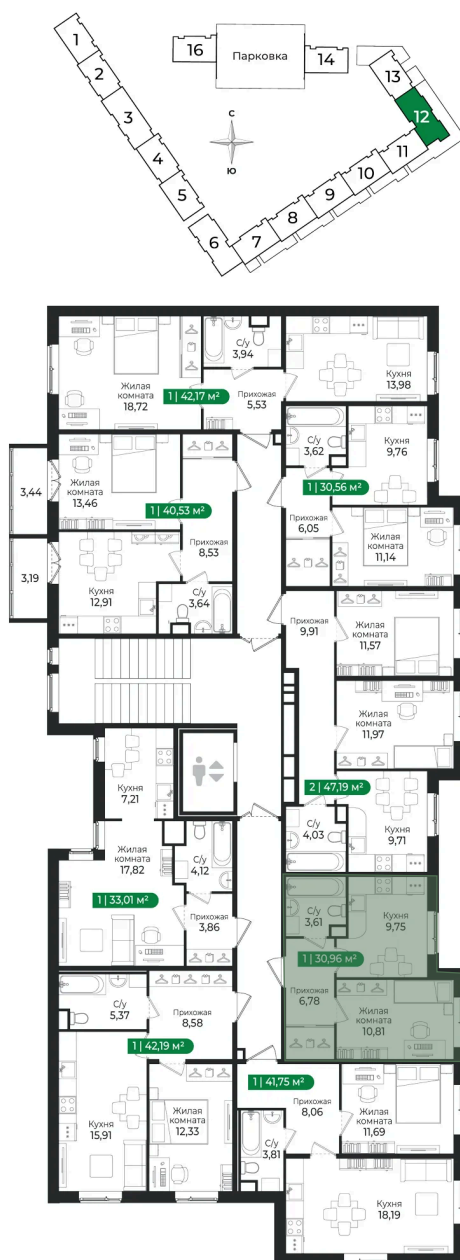 1
2
3
4
5
6
7
8
9
10
11
12
13
14
16
Парковка
С
Ю
Жилая
комната
18,72
1 | 42,17 м²
С/у
3,94
Прихожая
5,53
Кухня
13,98
3,44
Жилая
комната
13,46
1 | 40,53 м²
Прихожая
8,53
3,19
Кухня
12,91
С/у
3,64
С/у
3,62
Кухня
9,76
1 | 30,56 м²
Прихожая
6,05
Жилая
комната
11,14
Прихожая
9,91
Жилая
комната
11,57
Жилая
комната
11,97
2 | 47,19 м²
С/у
4,03
Кухня
9,71
Кухня
7,21
Жилая
комната
17,82
С/у
4,12
1 | 33,01 м²
Прихожая
3,86
С/у
3,61
Кухня
9,75
1 | 30,96 м²
Прихожая
6,78
Жилая
комната
10,81
С/у
5,37
Прихожая
8,58
1 | 42,19 м²
Кухня
15,91
Жилая
комната
12,33
1 | 41,75 м²
Прихожая
8,06
С/у
3,81
Жилая
комната
11,69
Кухня
18,19